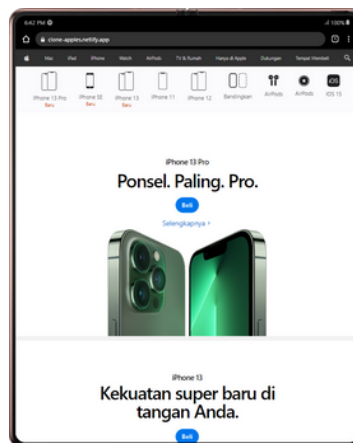 6:42 PM
100%
clone-apples.netlify.app
Mac iPad iPhone Watch AirPods TV & Rumah Hanya di Apple Dukungan Tempat Membeli
iPhone 13 Pro iPhone SE iPhone 13 iPhone 11 iPhone 12 Bandingkan AirPods AirPods iOS 15
Baru Baru Baru
iOS
iPhone 13 Pro
Ponsel. Paling. Pro.
Beli
Selengkapnya >
iPhone 13
Kekuatan super baru di
tangan Anda.
Beli